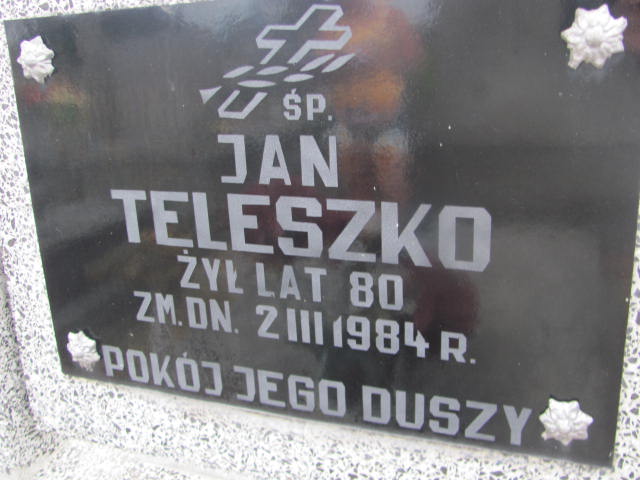 ŚP.
JAN
TELESZKO
ŻYŁ LAT 80
ZM. DN. 2 III 1984 R.
POKÓJ JEGO DUSZY